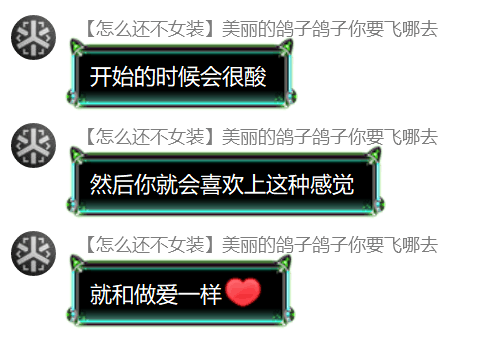 【怎么还不女装】美丽的鸽子鸽子你要飞哪去
开始的时候会很酸
【怎么还不女装】美丽的鸽子鸽子你要飞哪去
然后你就会喜欢上这种感觉
【怎么还不女装】美丽的鸽子鸽子你要飞哪去
就和做爱一样❤️